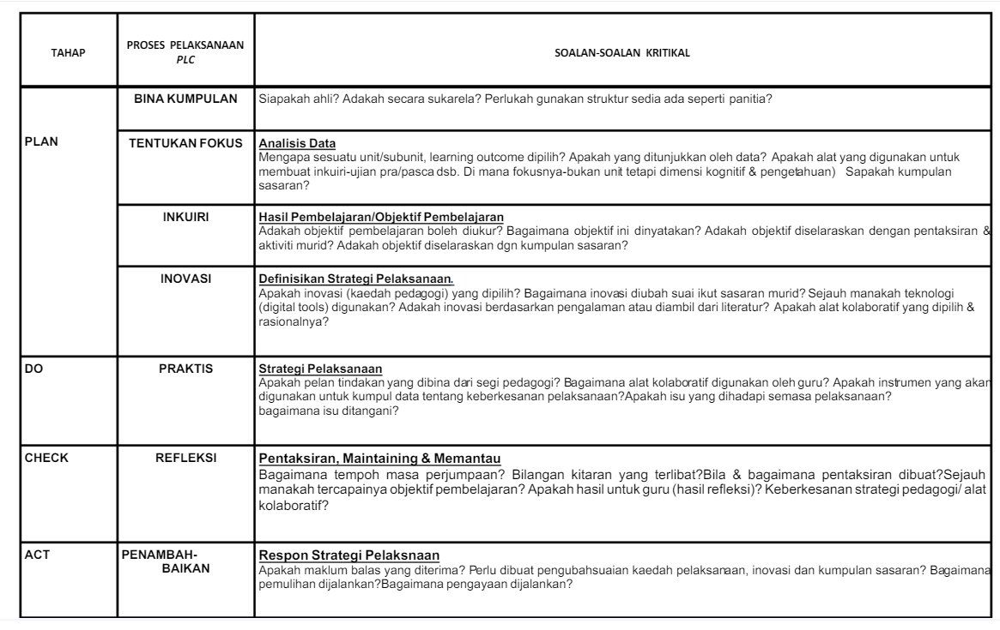 TAHAP
PROSES PELAKSANAAN
PLC
SOALAN-SOALAN KRITIKAL
PLAN
BINA KUMPULAN
Siapakah ahli? Adakah secara sukarela? Perlukah gunakan struktur sedia ada seperti panitia?
TENTUKAN FOKUS
Analisis Data
Mengapa sesuatu unit/subunit, learning outcome dipilih? Apakah yang ditunjukkan oleh data? Apakah alat yang digunakan untuk
membuat inkuiri-ujian pra/pasca dsb. Di mana fokusnya-bukan unit tetapi dimensi kognitif & pengetahuan) Sapakah kumpulan
sasaran?
INKUIRI
Hasil Pembelajaran/Objektif Pembelajaran
Adakah objektif pembelajaran boleh diukur? Bagaimana objektif ini dinyatakan? Adakah objektif diselaraskan dengan pentaksiran &
aktiviti murid? Adakah objektif diselaraskan dgn kumpulan sasaran?
INOVASI
Definisikan Strategi Pelaksanaan.
Apakah inovasi (kaedah pedagogi) yang dipilih? Bagaimana inovasi diubah suai ikut sasaran murid? Sejauh manakah teknologi
(digital tools) digunakan? Adakah inovasi berdasarkan pengalaman atau diambil dari literatur? Apakah alat kolaboratif yang dipilih &
rasionalnya?
DO
PRAKTIS
Strategi Pelaksanaan
Apakah pelan tindakan yang dibina dari segi pedagogi? Bagaimana alat kolaboratif digunakan oleh guru? Apakah instrumen yang akan
digunakan untuk kumpul data tentang keberkesanan pelaksanaan?Apakah isu yang dihadapi semasa pelaksanaan?
bagaimana isu ditangani?
CHECK
REFLEKSI
Pentaksiran, Maintaining & Memantau
Bagaimana tempoh masa perjumpaan? Bilangan kitaran yang terlibat?Bila & bagaimana pentaksiran dibuat?Sejauh
manakah tercapainya objektif pembelajaran? Apakah hasil untuk guru (hasil refleksi)? Keberkesanan strategi pedagogi/ alat
kolaboratif?
ACT
PENAMBAH-
BAIKAN
Respon Strategi Pelaksnaan
Apakah maklum balas yang diterima? Perlu dibuat pengubahsuaian kaedah pelaksanaan, inovasi dan kumpulan sasaran? Bagaimana
pemulihan dijalankan?Bagaimana pengayaan dijalankan?